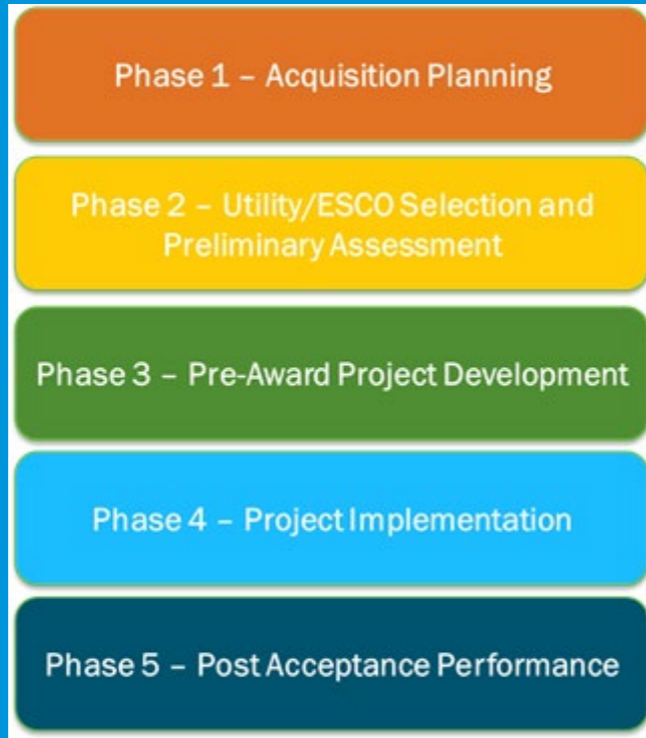 Phase 1 – Acquisition Planning
Phase 2 – Utility/ESCO Selection and
Preliminary Assessment
Phase 3 – Pre-Award Project Development
Phase 4 – Project Implementation
Phase 5 – Post Acceptance Performance